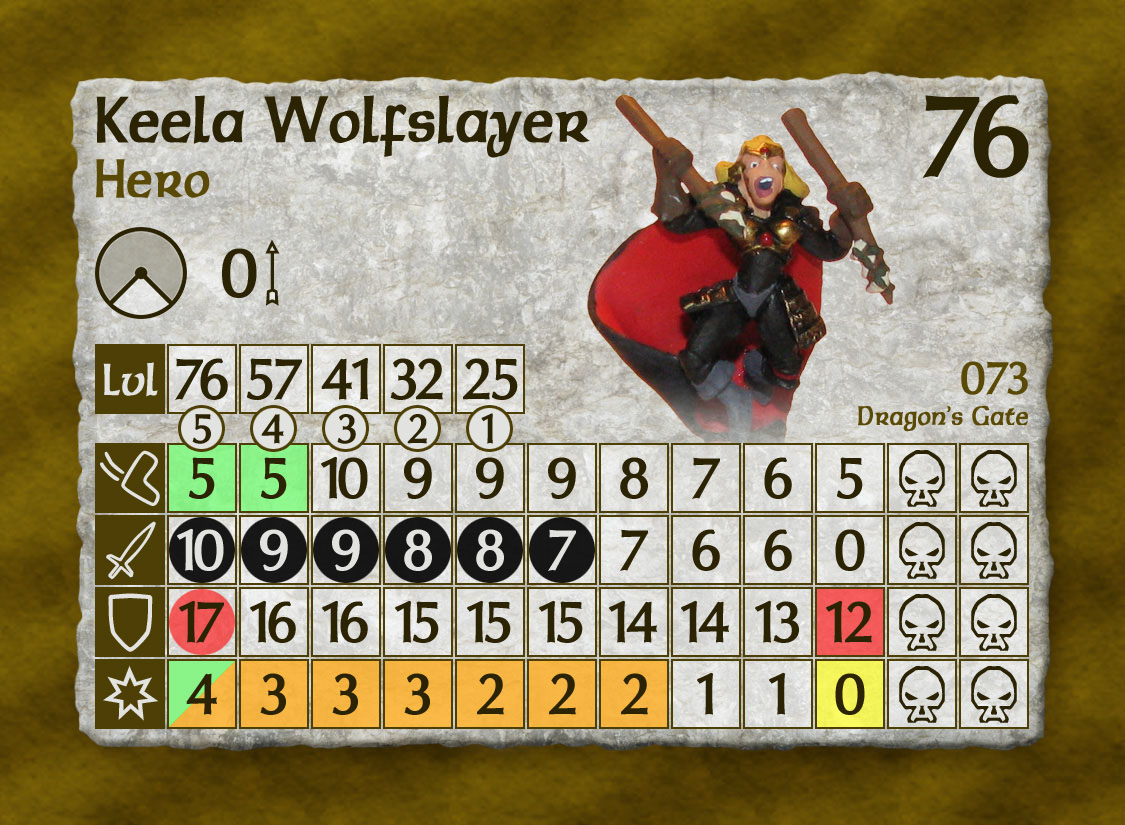 Keela Wolfslayer
76
Hero
0
Lvl 76 57 41 32 25
5 4 3 2 1
073
Dragon's Gate
5 5 10 9 9 9 8 7 6 5
10 9 9 8 8 7 7 6 6 0
17 16 16 15 15 15 14 14 13 12
4 3 3 3 2 2 2 1 1 0